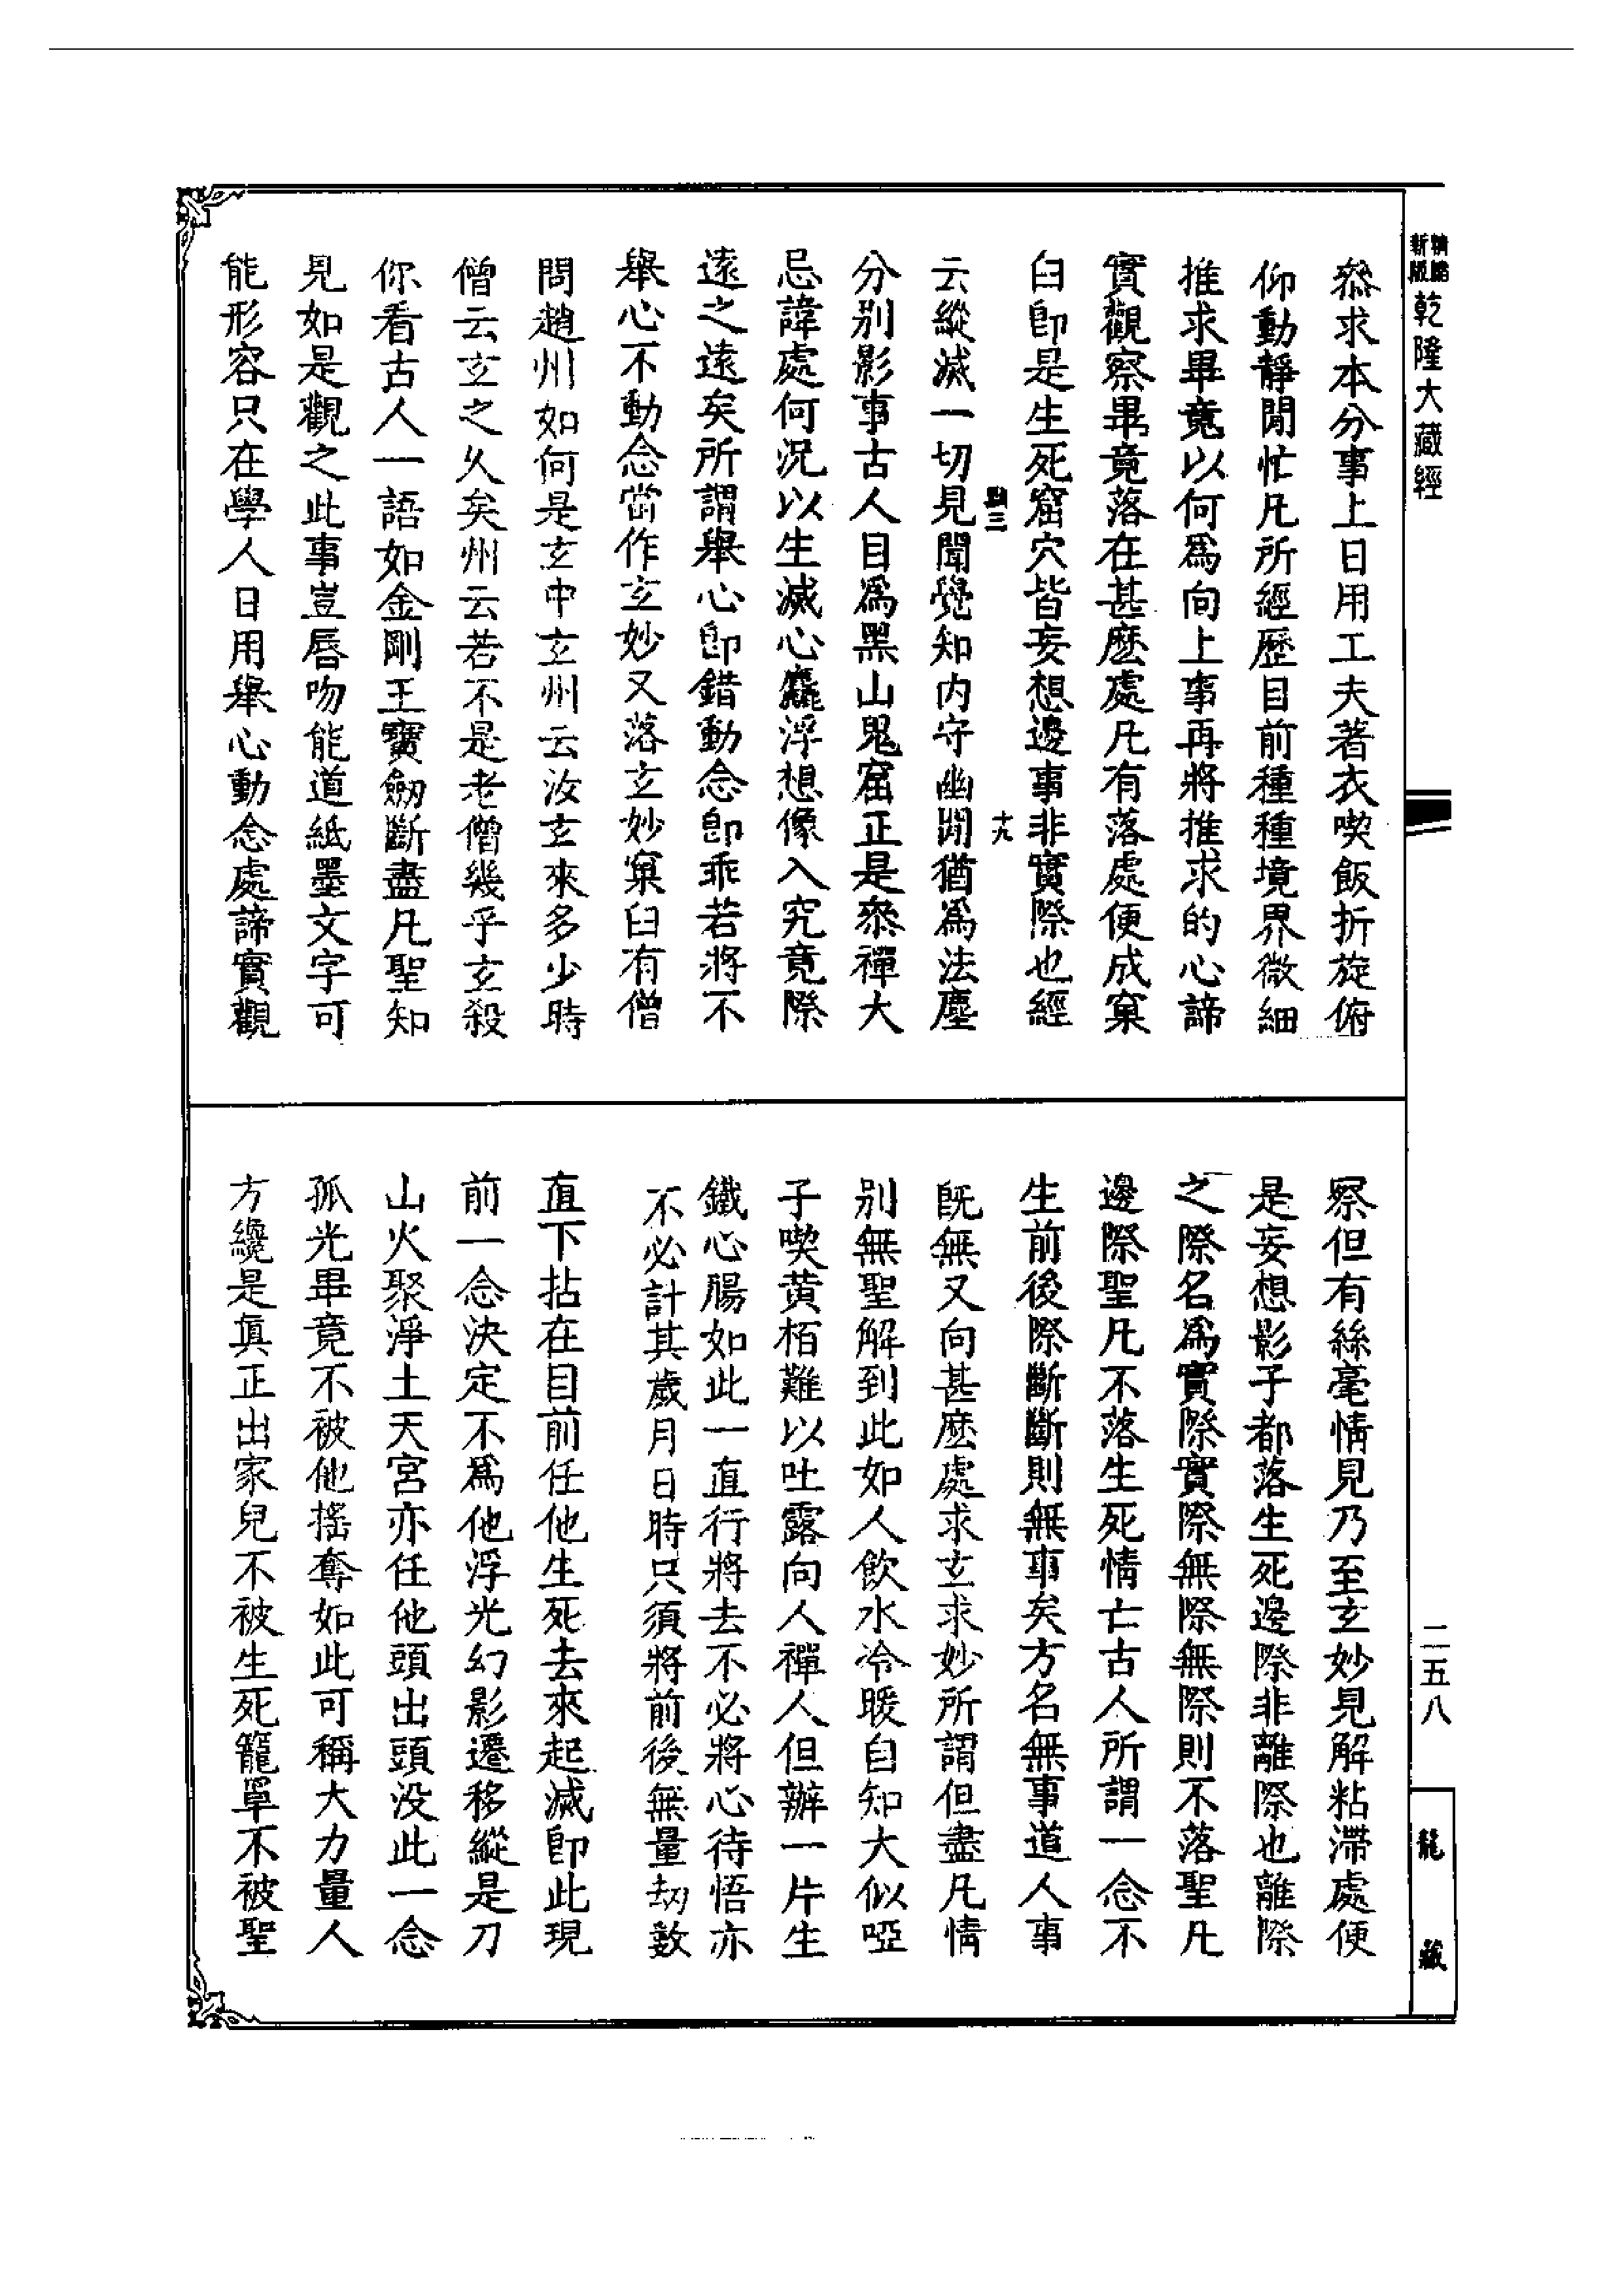 精縮
新版
乾隆大藏經
叅求本分事上日用工夫著衣喫飯折旋俯
仰動靜閒忙凡所經歷目前種種境界微細
推求畢竟以何爲向上事再將推求的心諦
實觀察畢竟落在甚麽處凡有落處便成窠
臼卽是生死窟穴皆妄想邊事非實際也經
十九
云縱滅一切見聞覺知内守幽閒猶爲法塵
分别影事古人目爲黑山鬼窟正是叅禪大
忌諱處何況以生滅心麤浮想像入究竟際
遠之遠矣所謂舉心卽錯動念卽乖若將不
舉心不動念當作玄妙又落玄妙窠臼有僧
問趙州如何是玄中玄州云汝玄來多少時
僧云玄之久矣州云若不是老僧幾乎玄殺
你看古人一語如金剛王寶劒斷盡凡聖知
見如是觀之此事豈唇吻能道紙墨文字可
能形容只在學人日用舉心動念處諦實觀
察但有絲毫情見乃至玄妙見解粘滯處便
是妄想影子都落生死邊際非離際也離際
之際名爲實際實際無際無際則不落聖凡
邊際聖凡不落生死情亡古人所謂一念不
生前後際斷斷則無事矣方名無事道人事
旣無又向甚麽處求玄求妙所謂但盡凡情
别無聖解到此如人飲水冷暖自知大似啞
子喫黄栢難以吐露向人禪人但辦一片生
鐵心腸如此一直行將去不必將心待悟亦
不必計其歲月日時只須將前後無量劫數
直下拈在目前任他生死去來起滅卽此現
前一念決定不爲他浮光幻影遷移縱是刀
山火聚淨土天宮亦任他頭出頭没此一念
孤光畢竟不被他搖奪如此可稱大力量人
方纔是眞正出家兒不被生死籠罩不被聖
二五八
龍藏